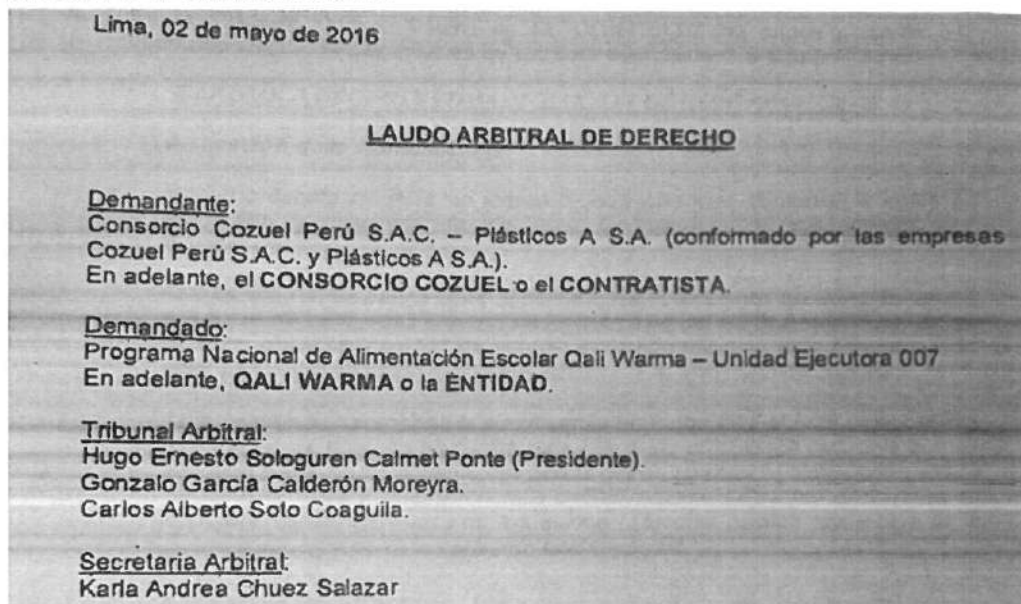 Lima, 02 de mayo de 2016
LAUDO ARBITRAL DE DERECHO
Demandante:
Consorcio Cozuel Perú S.A.C. – Plásticos A S.A. (conformado por las empresas
Cozuel Perú S.A.C. y Plásticos A S.A.).
En adelante, el CONSORCIO COZUEL o el CONTRATISTA.
Demandado:
Programa Nacional de Alimentación Escolar Qali Warma – Unidad Ejecutora 007
En adelante, QALI WARMA o la ENTIDAD.
Tribunal Arbitral:
Hugo Ernesto Sologuren Calmet Ponte (Presidente).
Gonzalo García Calderón Moreyra.
Carlos Alberto Soto Coaguila.
Secretaria Arbitral:
Karla Andrea Chuez Salazar